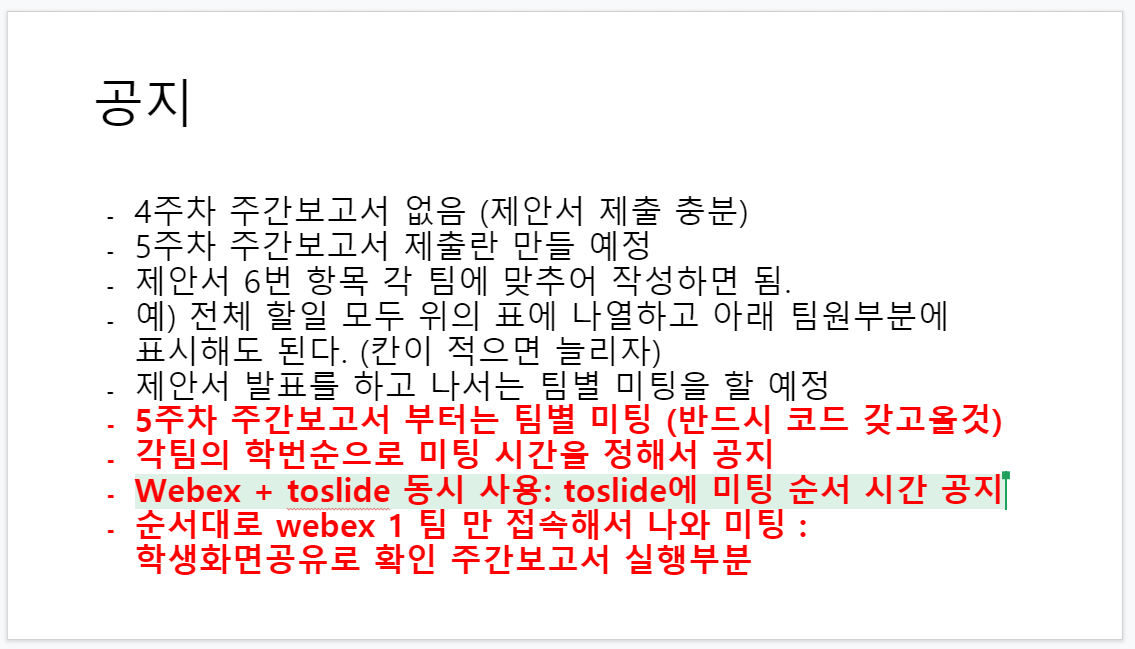 공지
- 4주차 주간보고서 없음 (제안서 제출 충분)
- 5주차 주간보고서 제출란 만들 예정
- 제안서 6번 항목 각 팀에 맞추어 작성하면 됨.
- 예) 전체 할일 모두 위의 표에 나열하고 아래 팀원부분에
표시해도 된다. (칸이 적으면 늘리자)
- 제안서 발표를 하고 나서는 팀별 미팅을 할 예정
- 5주차 주간보고서 부터는 팀별 미팅 (반드시 코드 갖고올것)
- 각팀의 학번순으로 미팅 시간을 정해서 공지
- Webex + toslide 동시 사용: toslide에 미팅 순서 시간 공지
- 순서대로 webex 1 팀 만 접속해서 나와 미팅 :
학생화면공유로 확인 주간보고서 실행부분